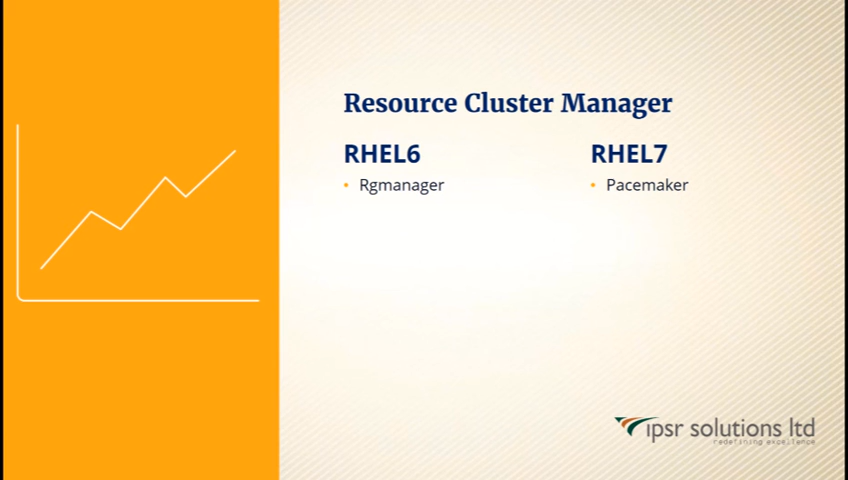 Resource Cluster Manager
RHEL6
• Rgmanager
RHEL7
• Pacemaker
ipsr solutions ltd
redefining excellence